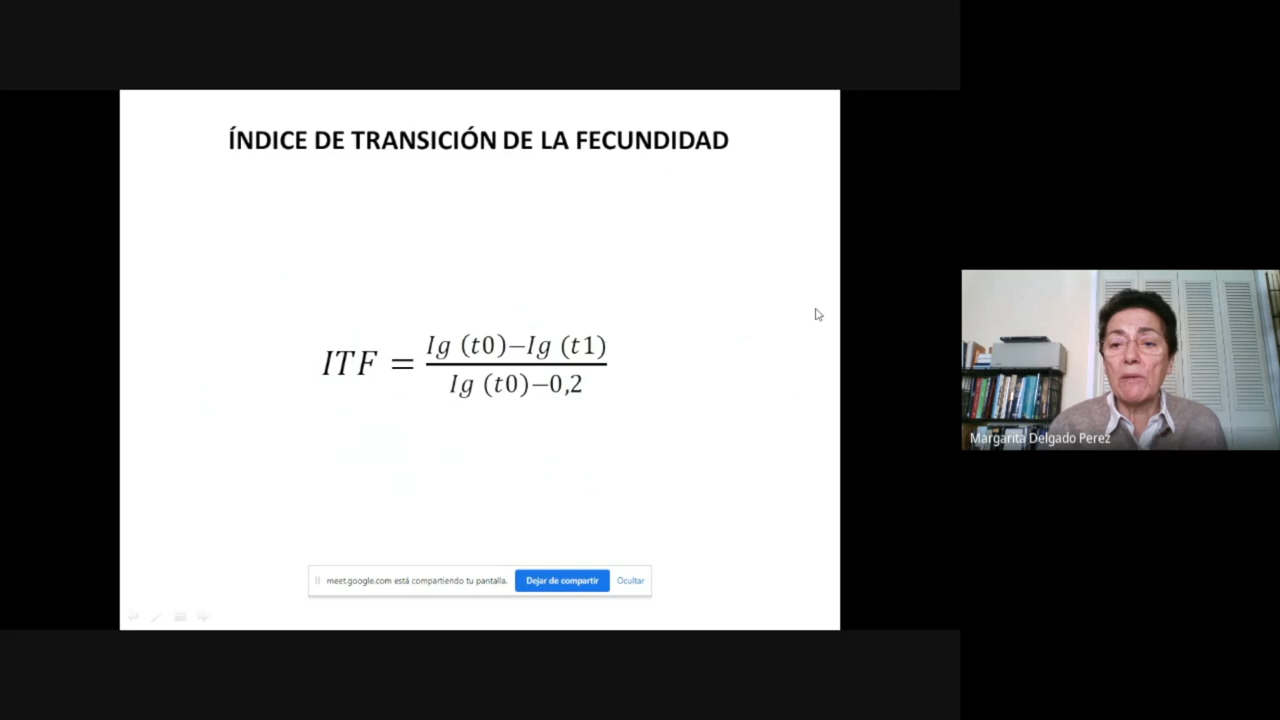 ÍNDICE DE TRANSICIÓN DE LA FECUNDIDAD
ITF = Ig (t0)−Ig (t1) / Ig (t0)−0,2
meet.google.com está compartiendo tu pantalla. Dejar de compartir Ocultar
Margarita Delgado Perez